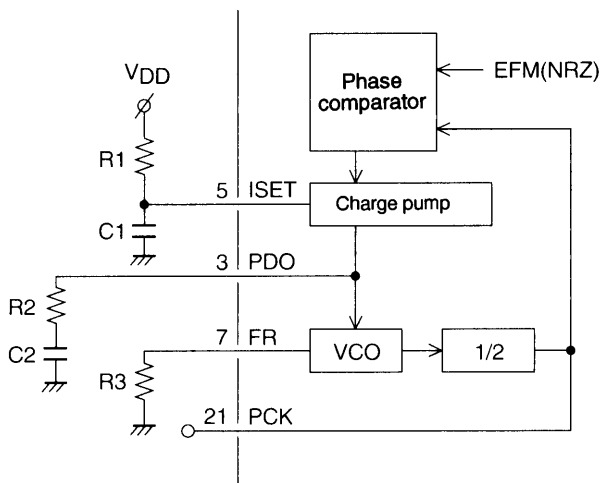 VDD
R1
C1
R2
C2
R3
5 ISET
3 PDO
7 FR
21 PCK
Phase
comparator
EFM(NRZ)
Charge pump
VCO
1/2